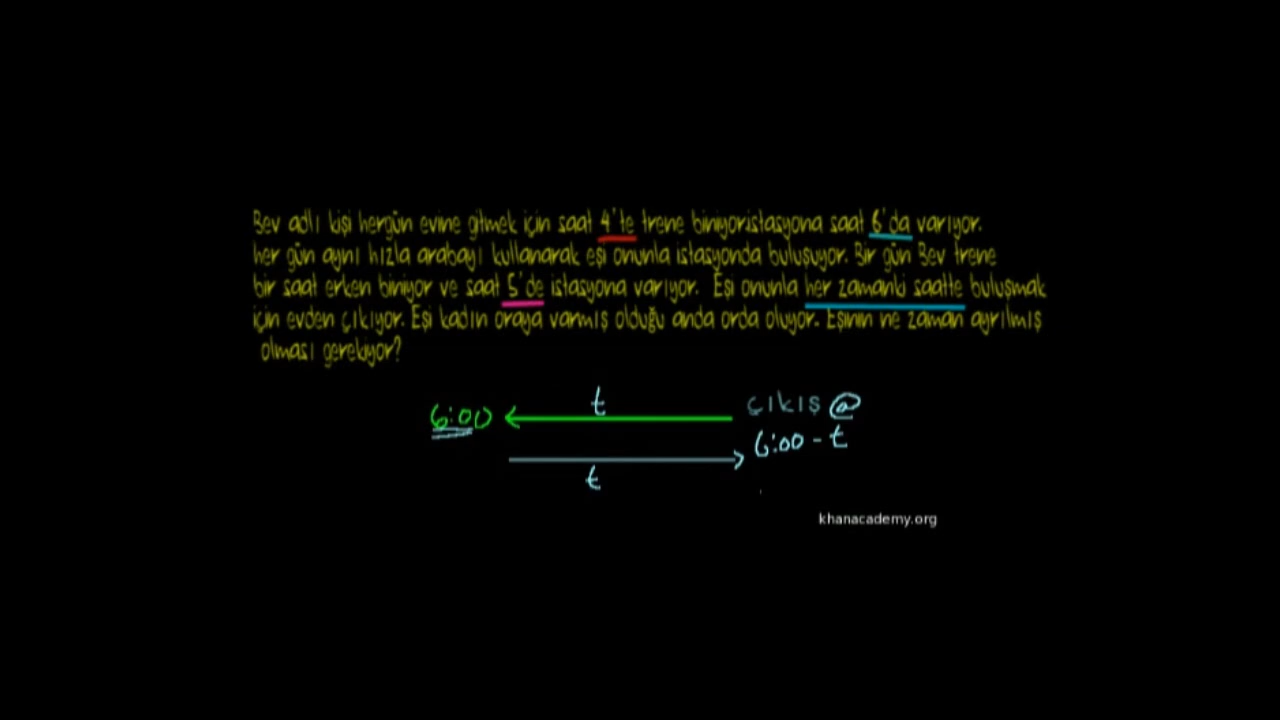 Bev adlı kişi hergün evine gitmek için saat 4'te trene biniyor.istasyona saat 6'da varıyor.
her gün aynı hızla arabayı kullanarak eşi onunla istasyonda buluşuyor. Bir gün Bev trene
bir saat erken biniyor ve saat 5'de istasyona varıyor. Eşi onunla her zamanki saatte buluşmak
için evden çıkıyor. Eşi kadın oraya varmış olduğu anda orda oluyor. Eşinin ne zaman ayrılmış
olması gerekiyor?
t
6:00
çıkış @
6:00 - t
t
khanacademy.org